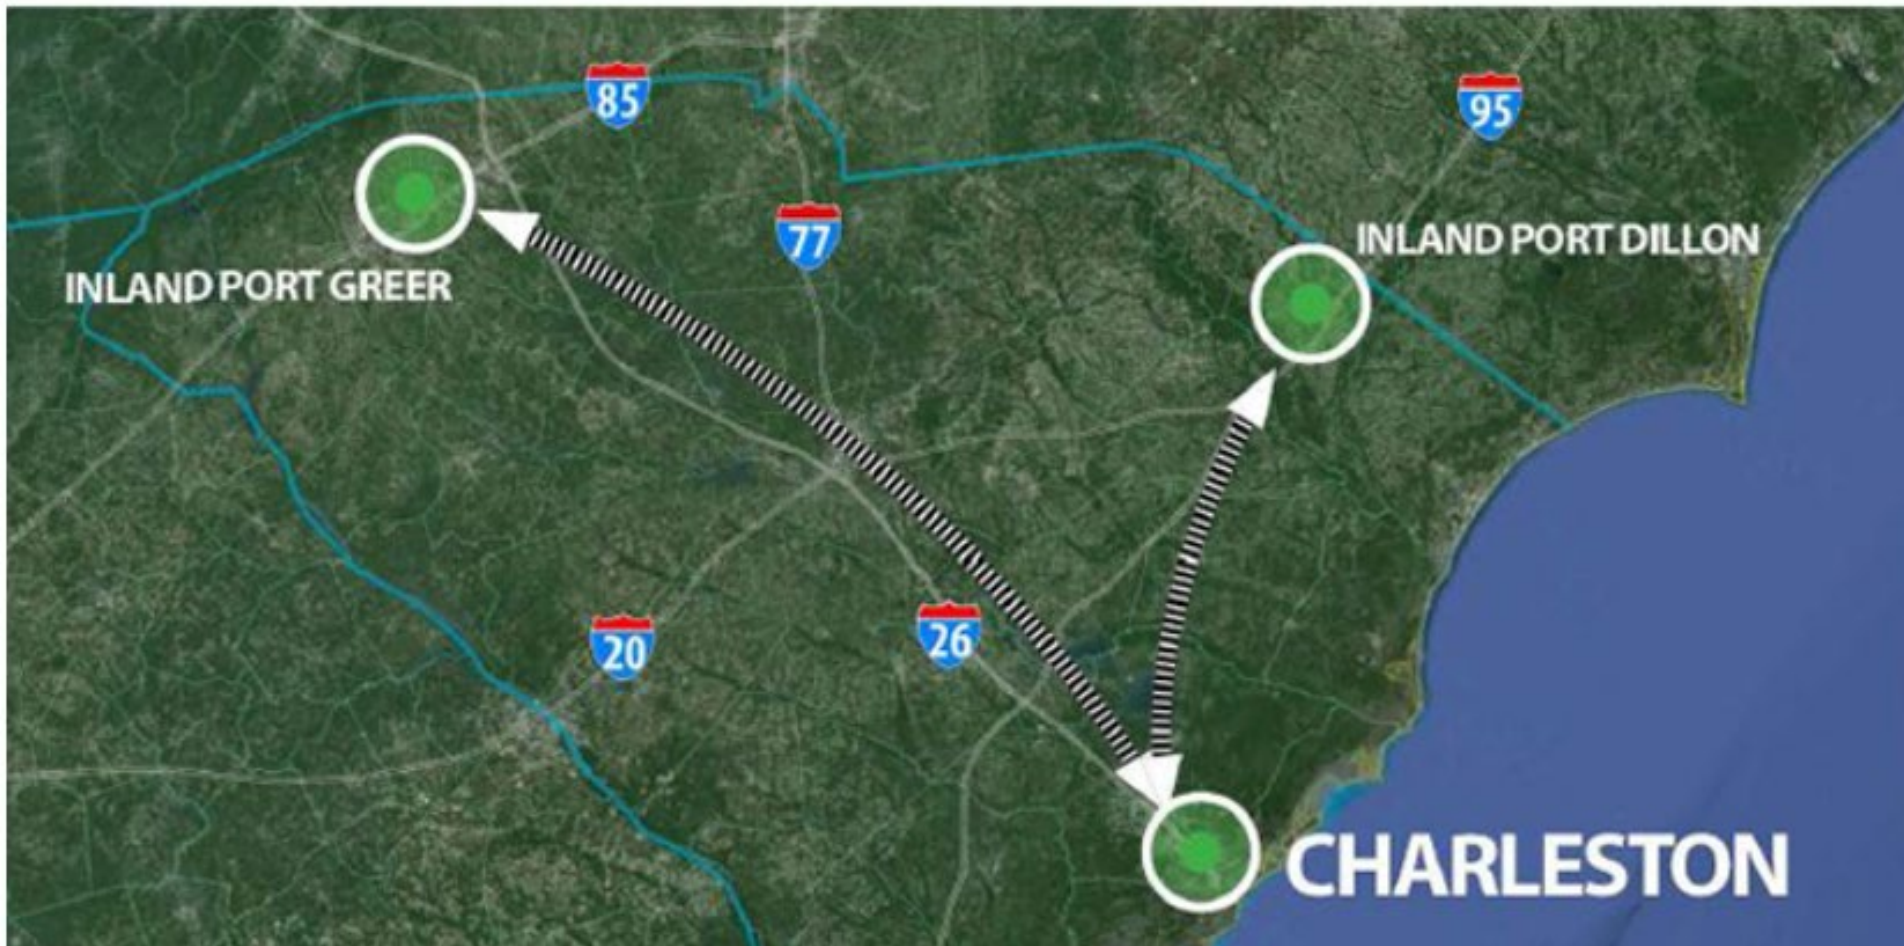 85
95
77
INLAND PORT DILLON
INLAND PORT GREER
20
26
CHARLESTON